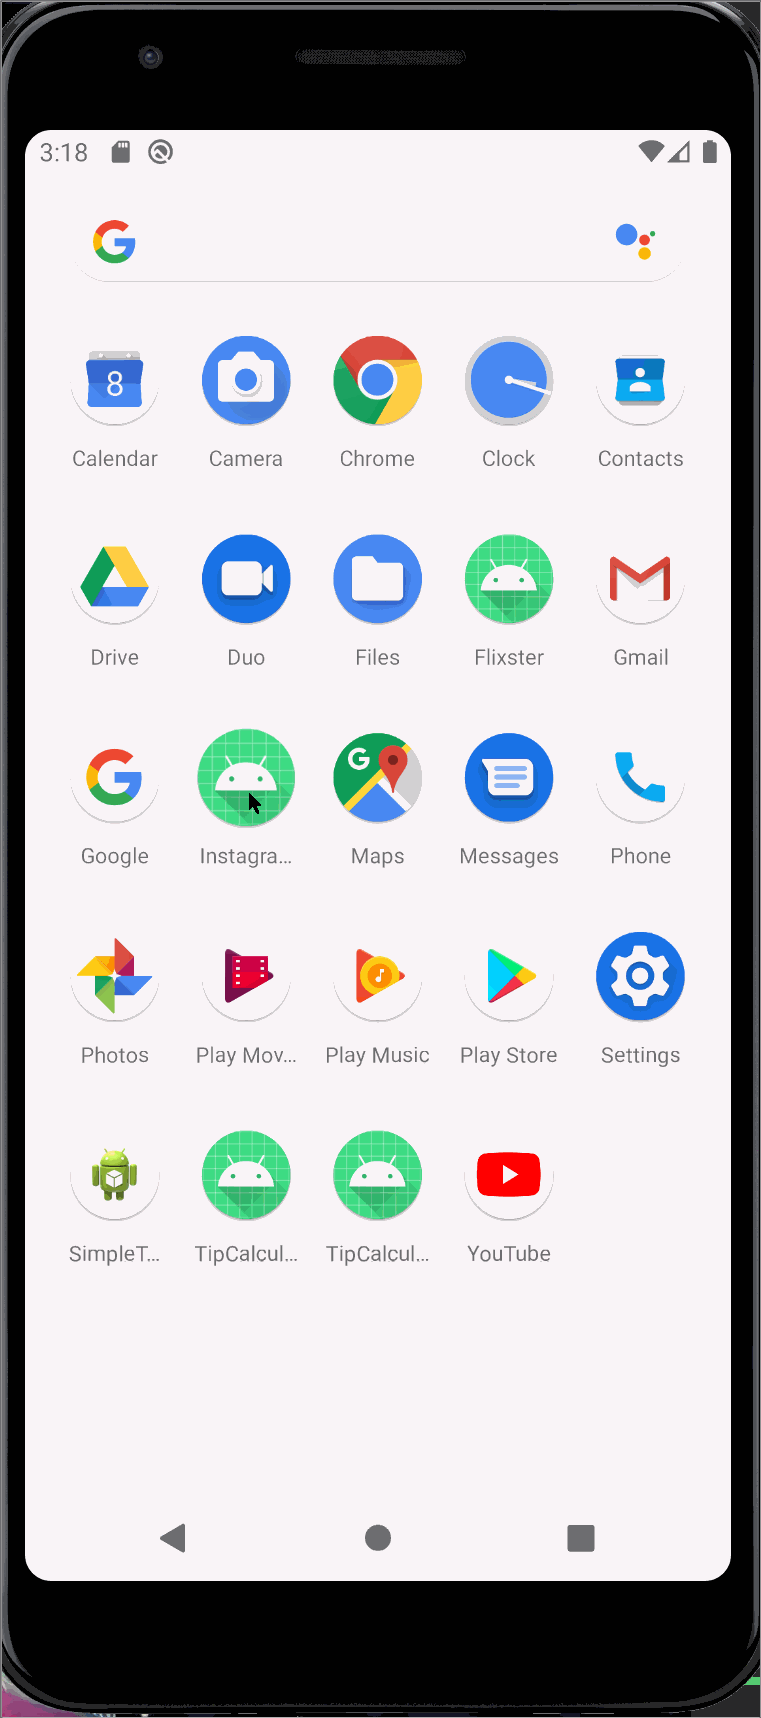 3:18
8
Calendar Camera Chrome Clock Contacts
Drive Duo Files Flixster Gmail
G
Google Instagra... Maps Messages Phone
Photos Play Mov... Play Music Play Store Settings
SimpleT... TipCalcul... TipCalcul... YouTube